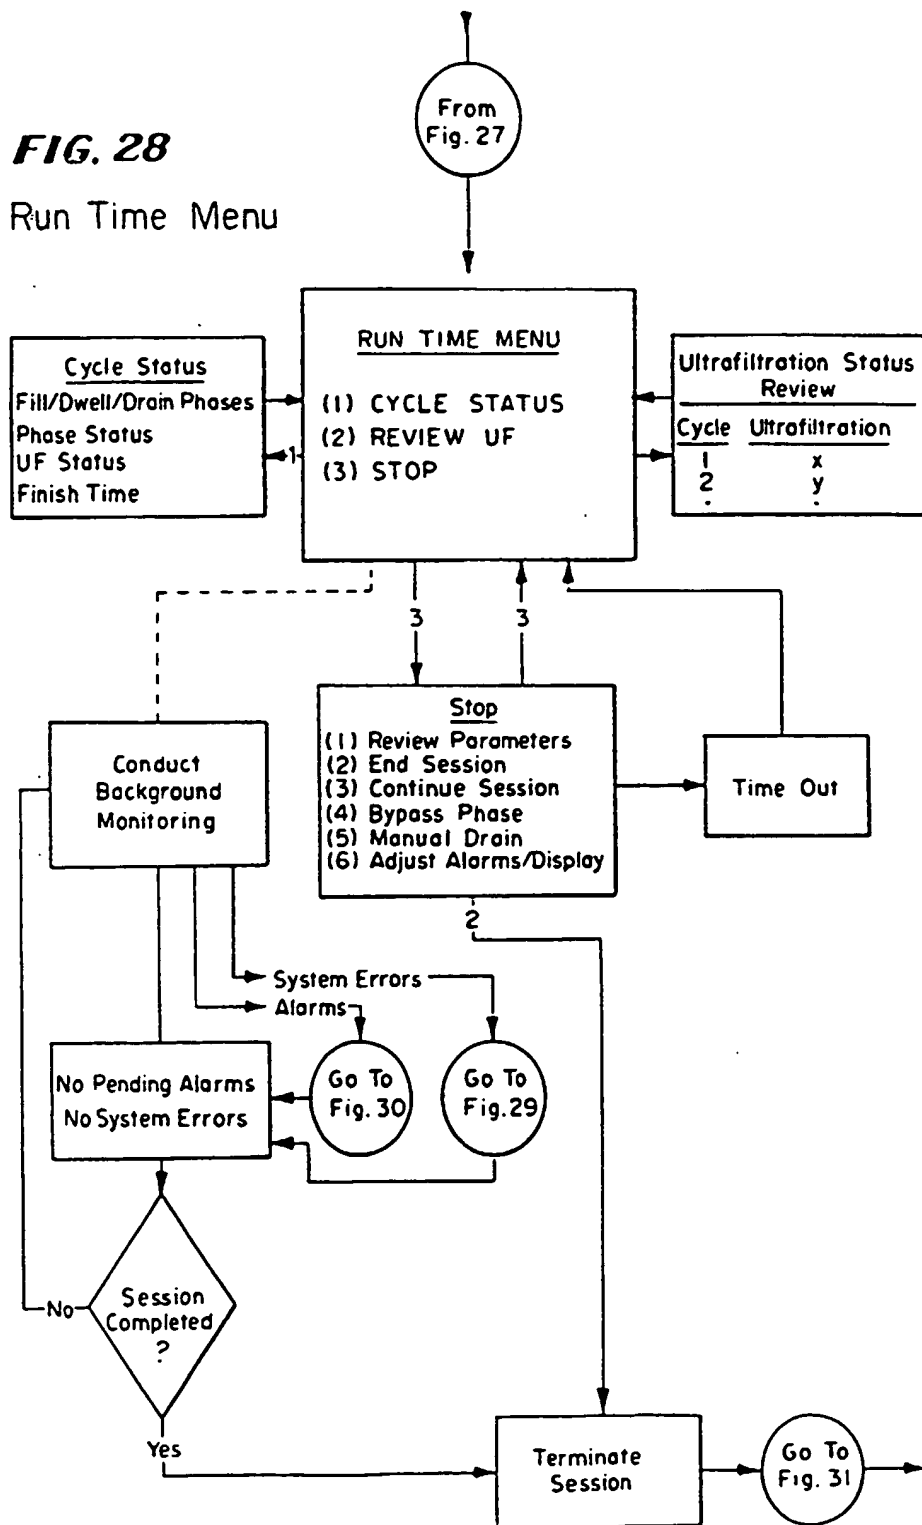 From
Fig. 27
FIG. 28
Run Time Menu
Cycle Status
Fill/Dwell/Drain Phases
Phase Status
UF Status
Finish Time
1
RUN TIME MENU
(1) CYCLE STATUS
(2) REVIEW UF
(3) STOP
Ultrafiltration Status
Review
Cycle Ultrafiltration
1 x
2 y
. .
3
3
Conduct
Background
Monitoring
Stop
(1) Review Parameters
(2) End Session
(3) Continue Session
(4) Bypass Phase
(5) Manual Drain
(6) Adjust Alarms/Display
Time Out
2
System Errors
Alarms
No Pending Alarms
No System Errors
Go To
Fig. 30
Go To
Fig. 29
No
Session
Completed
?
Yes
Terminate
Session
Go To
Fig. 31